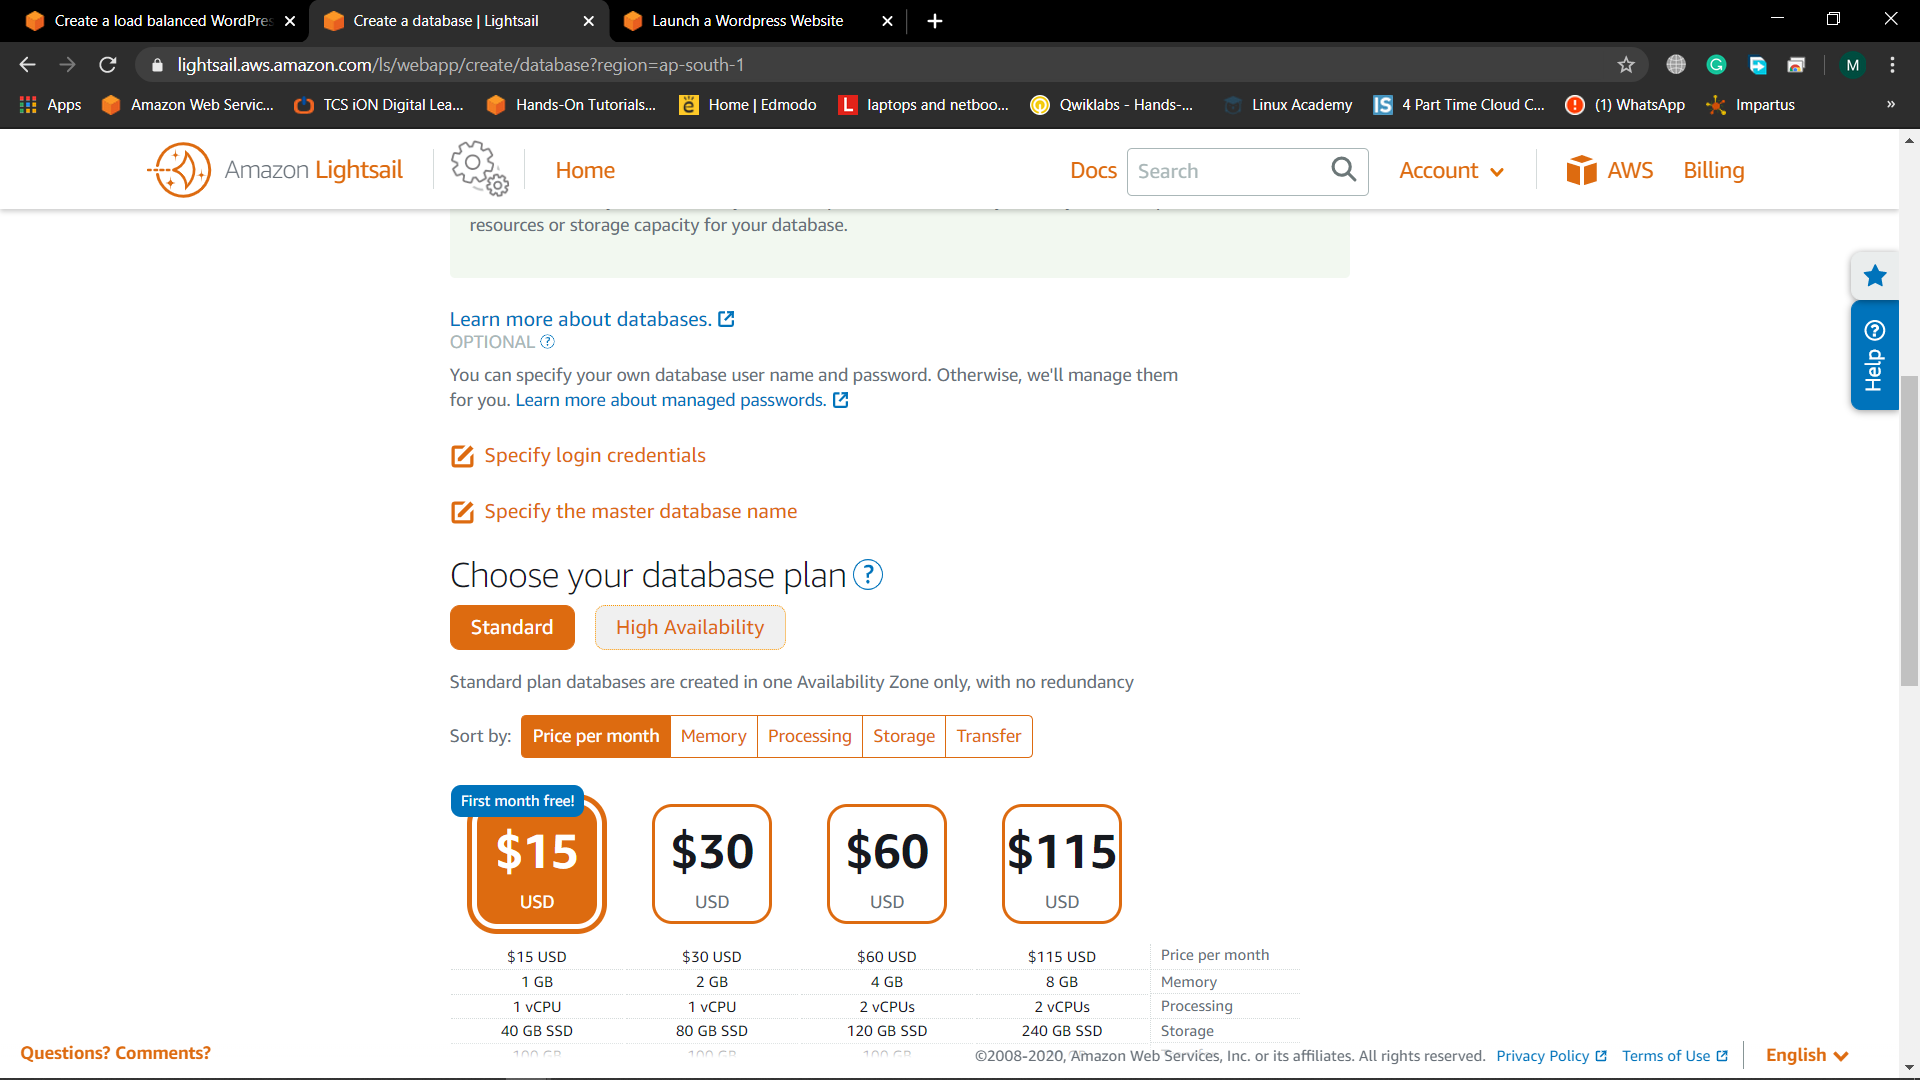 Create a load balanced WordPres
Create a database | Lightsail
Launch a Wordpress Website
lightsail.aws.amazon.com/ls/webapp/create/database?region=ap-south-1
M
Apps
Amazon Web Servic...
TCS iON Digital Lea...
Hands-On Tutorials...
Home | Edmodo
laptops and netboo...
Qwiklabs - Hands-...
Linux Academy
4 Part Time Cloud C...
(1) WhatsApp
Impartus
»
Amazon Lightsail
Home
Docs
Search
Account
AWS
Billing
resources or storage capacity for your database.
Help
Learn more about databases.
OPTIONAL
You can specify your own database user name and password. Otherwise, we'll manage them
for you. Learn more about managed passwords.
Specify login credentials
Specify the master database name
Choose your database plan
Standard
High Availability
Standard plan databases are created in one Availability Zone only, with no redundancy
Sort by: Price per month Memory Processing Storage Transfer
First month free!
$15 $30 $60 $115
USD USD USD USD
$15 USD $30 USD $60 USD $115 USD Price per month
1 GB 2 GB 4 GB 8 GB Memory
1 vCPU 1 vCPU 2 vCPUs 2 vCPUs Processing
40 GB SSD 80 GB SSD 120 GB SSD 240 GB SSD Storage
100 GB 100 GB 100 GB
Questions? Comments?
©2008-2020, Amazon Web Services, Inc. or its affiliates. All rights reserved. Privacy Policy Terms of Use
English